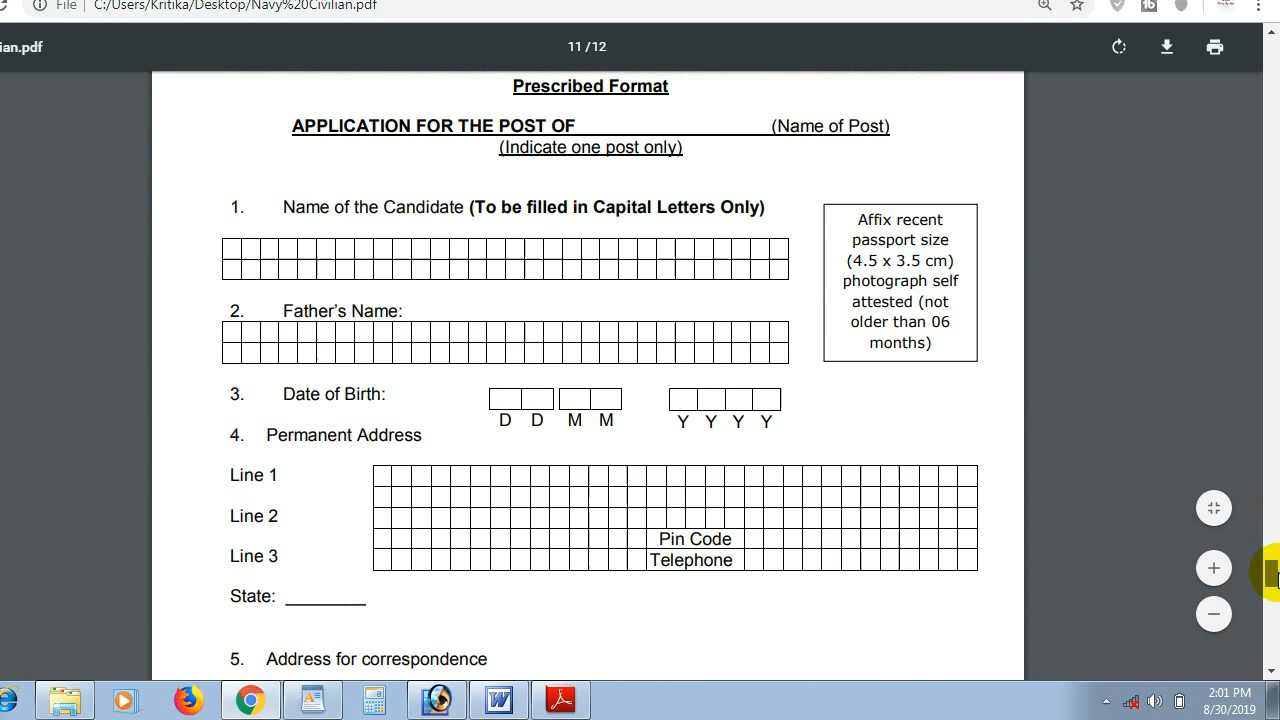 File | C:/Users/Kritika/Desktop/Navy%20Civilian.pdf
ian.pdf
11 / 12
Prescribed Format
APPLICATION FOR THE POST OF (Name of Post)
(Indicate one post only)
1. Name of the Candidate (To be filled in Capital Letters Only)
Affix recent
passport size
(4.5 x 3.5 cm)
photograph self
attested (not
older than 06
months)
2. Father's Name:
3. Date of Birth:
D D M M Y Y Y Y
4. Permanent Address
Line 1
Line 2
Pin Code
Line 3
Telephone
State: ________
5. Address for correspondence
2:01 PM
8/30/2019